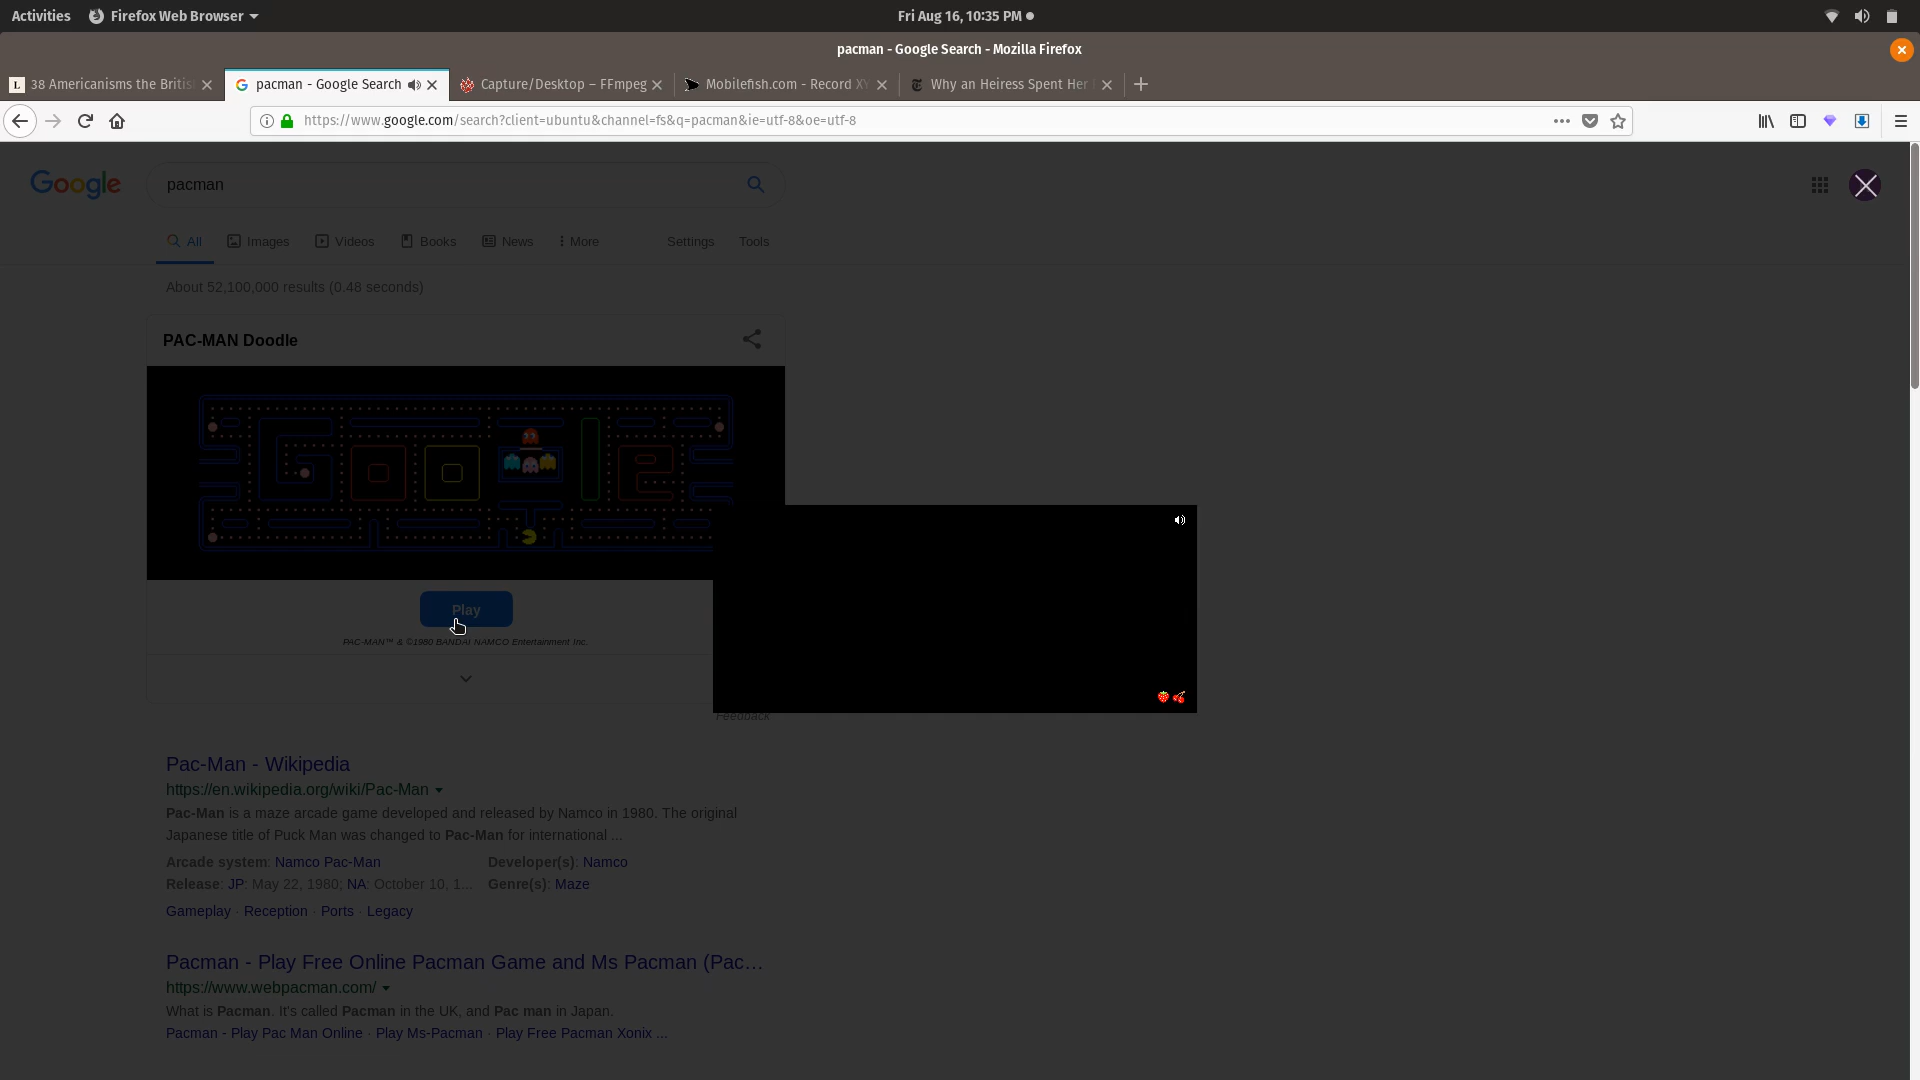 Activities Firefox Web Browser Fri Aug 16, 10:35 PM
pacman - Google Search - Mozilla Firefox
38 Americanisms the Britis pacman - Google Search Capture/Desktop – FFmpeg Mobilefish.com - Record XY Why an Heiress Spent Her
https://www.google.com/search?client=ubuntu&channel=fs&q=pacman&ie=utf-8&oe=utf-8
Google pacman
All Images Videos Books News More Settings Tools
About 52,100,000 results (0.48 seconds)
PAC-MAN Doodle
Google
Play
PAC-MAN™ & ©1980 BANDAI NAMCO Entertainment Inc.
Feedback
Pac-Man - Wikipedia
https://en.wikipedia.org/wiki/Pac-Man
Pac-Man is a maze arcade game developed and released by Namco in 1980. The original
Japanese title of Puck Man was changed to Pac-Man for international ...
Arcade system: Namco Pac-Man Developer(s): Namco
Release: JP: May 22, 1980; NA: October 10, 1... Genre(s): Maze
Gameplay · Reception · Ports · Legacy
Pacman - Play Free Online Pacman Game and Ms Pacman (Pac...
https://www.webpacman.com/
What is Pacman. It's called Pacman in the UK, and Pac man in Japan.
Pacman - Play Pac Man Online · Play Ms-Pacman · Play Free Pacman Xonix ...